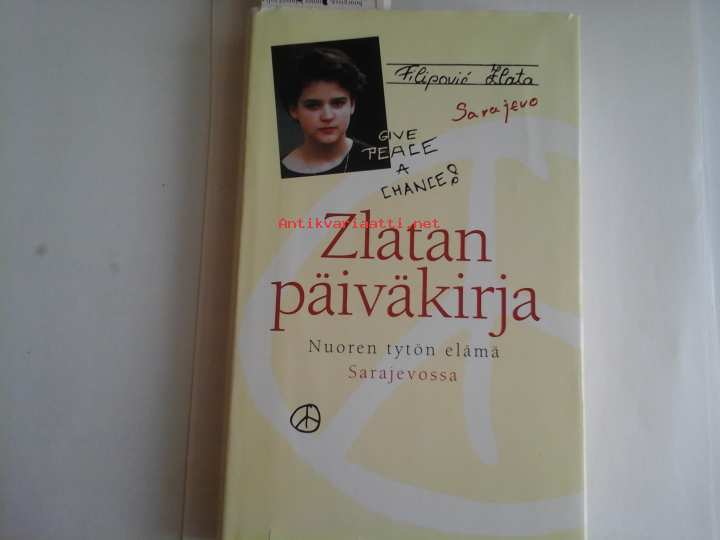 Filipović Zlata
Sarajevo
GIVE
PEACE
A
CHANCE!
Antikvariaatti.net
Zlatan
päiväkirja
Nuoren tytön elämä
Sarajevossa